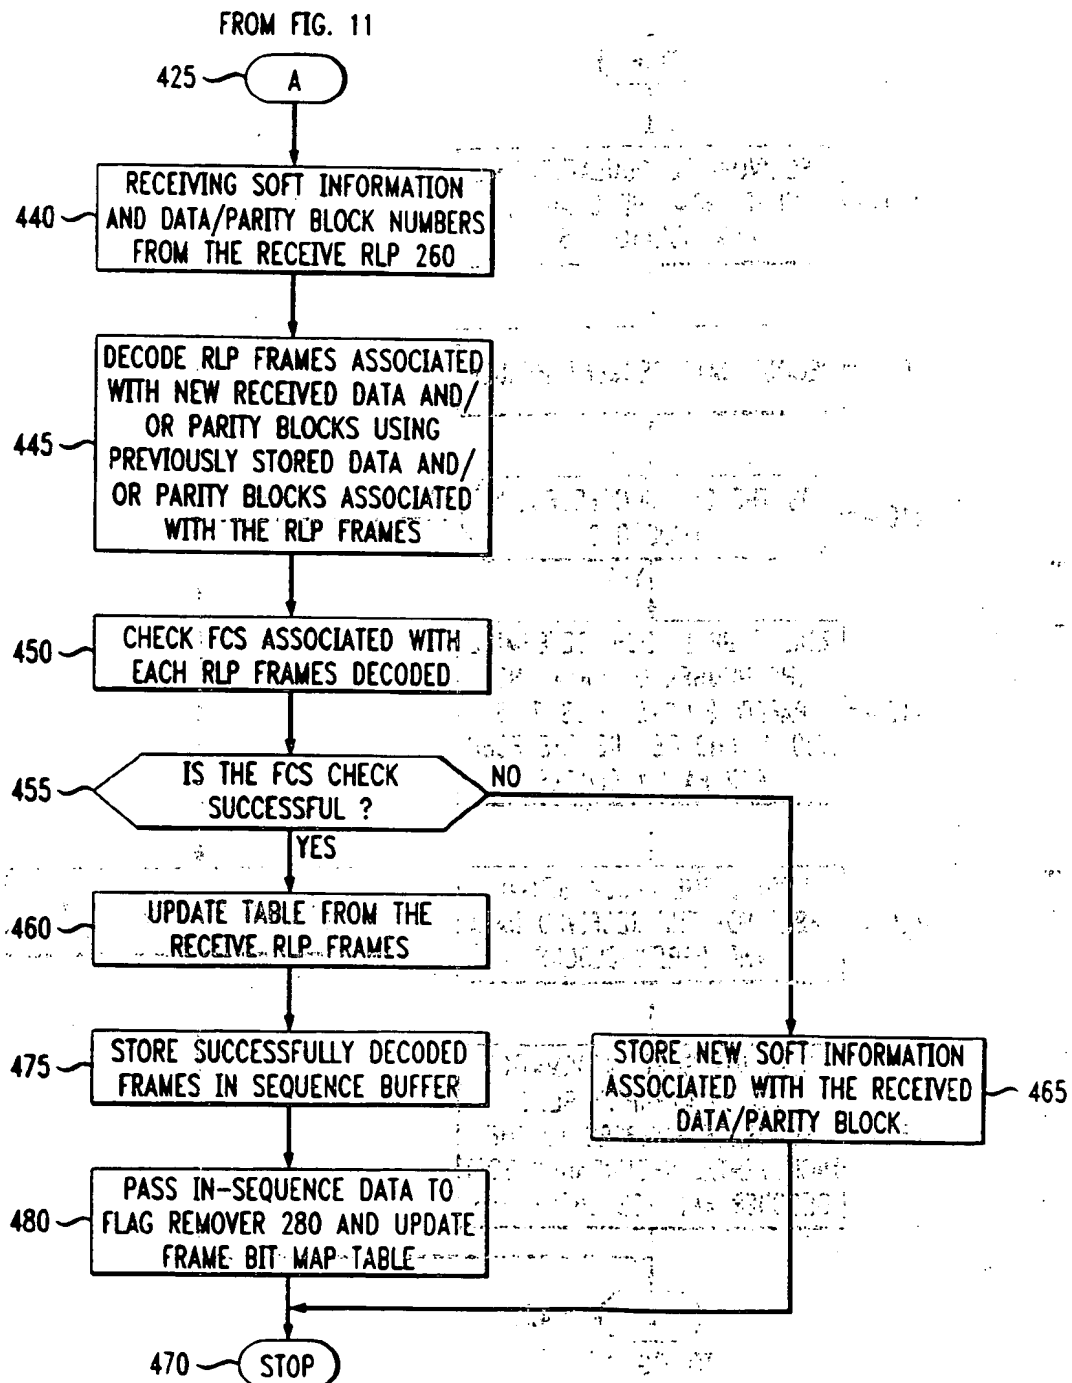 FROM FIG. 11
425
A
440
RECEIVING SOFT INFORMATION
AND DATA/PARITY BLOCK NUMBERS
FROM THE RECEIVE RLP 260
445
DECODE RLP FRAMES ASSOCIATED
WITH NEW RECEIVED DATA AND/
OR PARITY BLOCKS USING
PREVIOUSLY STORED DATA AND/
OR PARITY BLOCKS ASSOCIATED
WITH THE RLP FRAMES
450
CHECK FCS ASSOCIATED WITH
EACH RLP FRAMES DECODED
455
IS THE FCS CHECK
SUCCESSFUL ?
NO
YES
460
UPDATE TABLE FROM THE
RECEIVE RLP FRAMES
475
STORE SUCCESSFULLY DECODED
FRAMES IN SEQUENCE BUFFER
STORE NEW SOFT INFORMATION
ASSOCIATED WITH THE RECEIVED
DATA/PARITY BLOCK
465
480
PASS IN-SEQUENCE DATA TO
FLAG REMOVER 280 AND UPDATE
FRAME BIT MAP TABLE
470
STOP